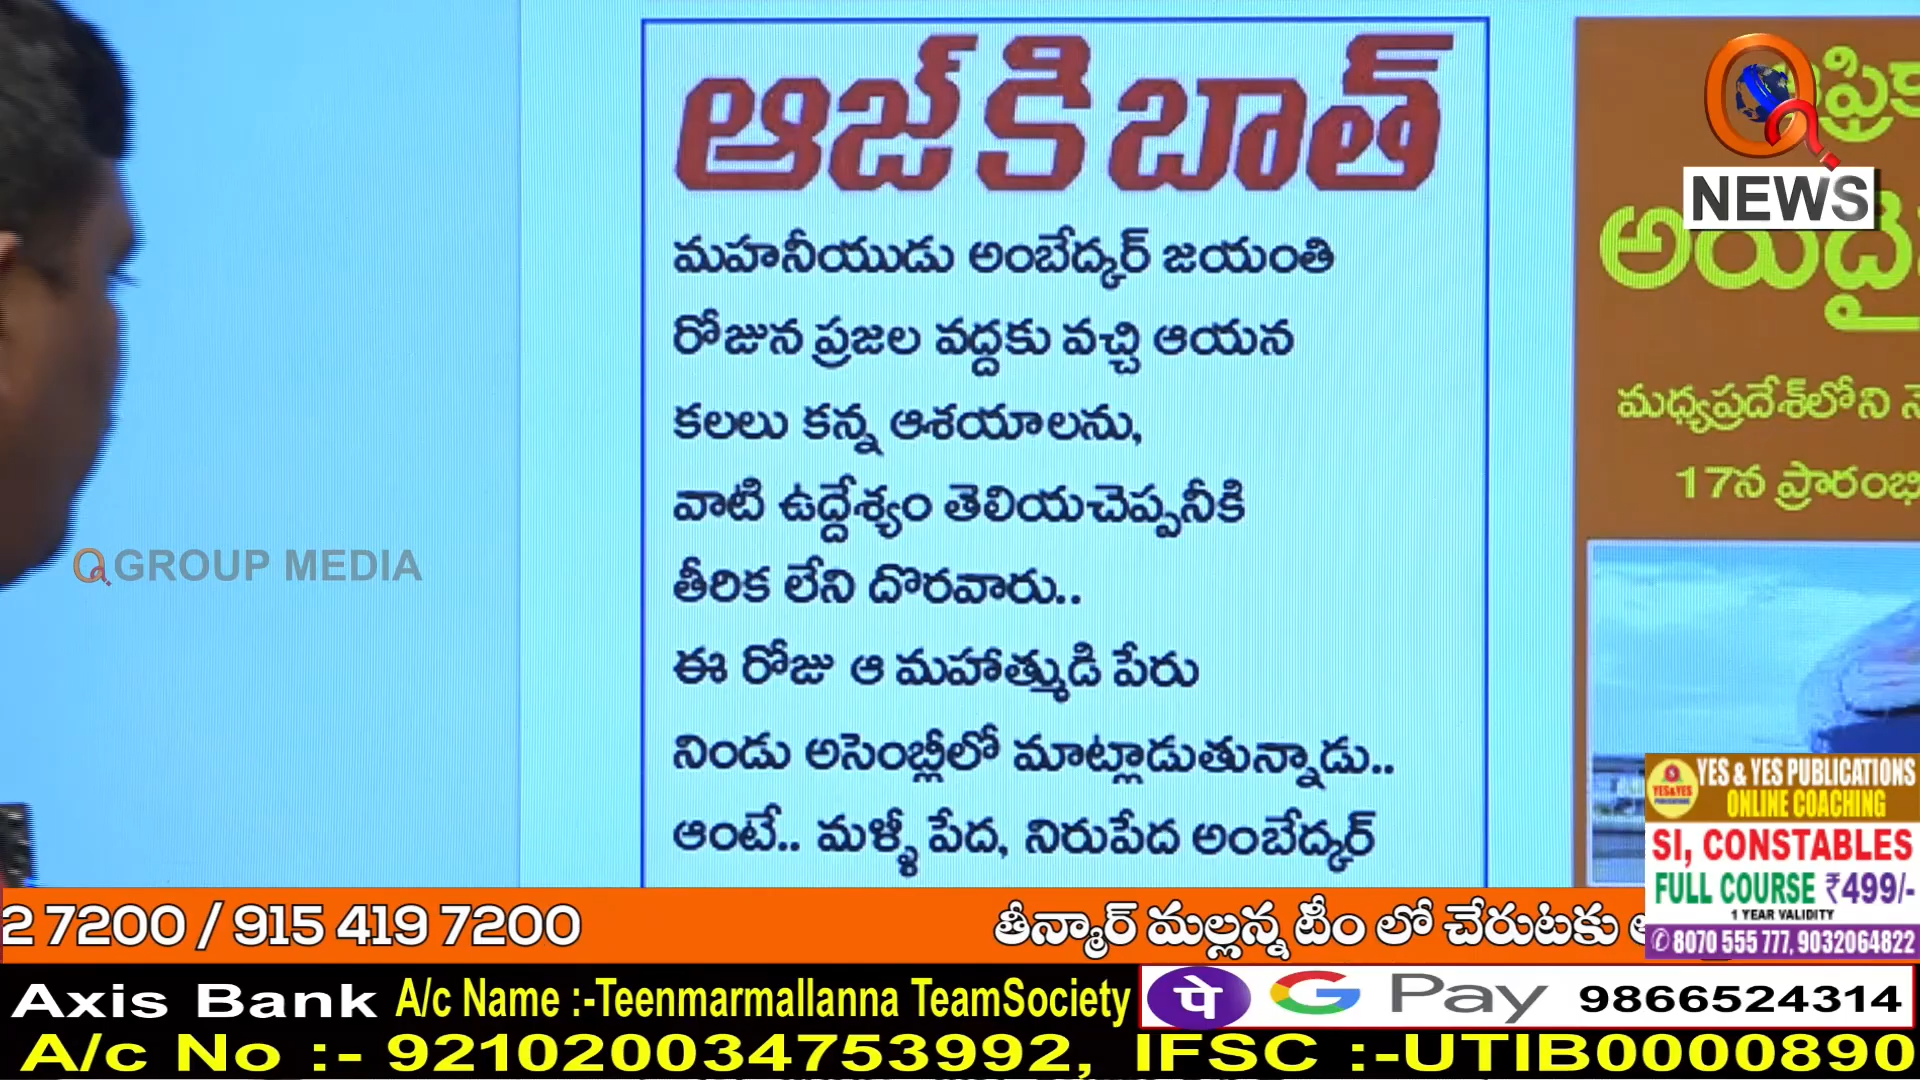 ఆజ్ కి బాత్
మహనీయుడు అంబేద్కర్ జయంతి
రోజున ప్రజల వద్దకు వచ్చి ఆయన
కలలు కన్న ఆశయాలను,
వాటి ఉద్దేశ్యం తెలియచెప్పనీకి
తీరిక లేని దొరవారు..
ఈ రోజు ఆ మహాత్ముడి పేరు
నిండు అసెంబ్లీలో మాట్లాడుతున్నాడు..
ఆంటే.. మళ్ళీ పేద, నిరుపేద అంబేద్కర్
NEWS
మధ్యప్రదేశ్‌లోని
17న
GROUP MEDIA
YES & YES PUBLICATIONS
ONLINE COACHING
SI, CONSTABLES
FULL COURSE ₹499/-
1 YEAR VALIDITY
8070 555 777, 9032064822
2 7200 / 915 419 7200
తీన్మార్ మల్లన్న టీం లో చేరుటకు
Axis Bank A/c Name :-Teenmarmallanna TeamSociety
पे G Pay 9866524314
A/c No :- 921020034753992, IFSC :-UTIB0000890